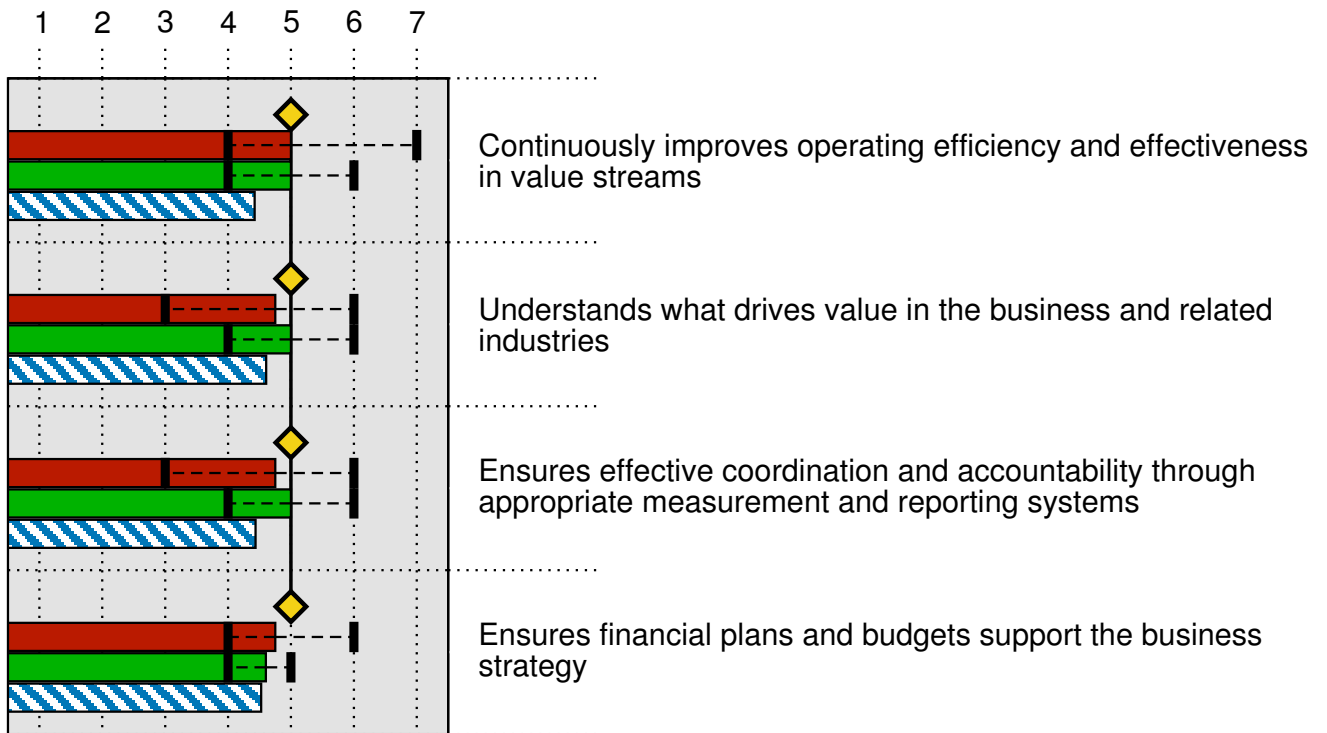 1 2 3 4 5 6 7
Continuously improves operating efficiency and effectiveness
in value streams
Understands what drives value in the business and related
industries
Ensures effective coordination and accountability through
appropriate measurement and reporting systems
Ensures financial plans and budgets support the business
strategy